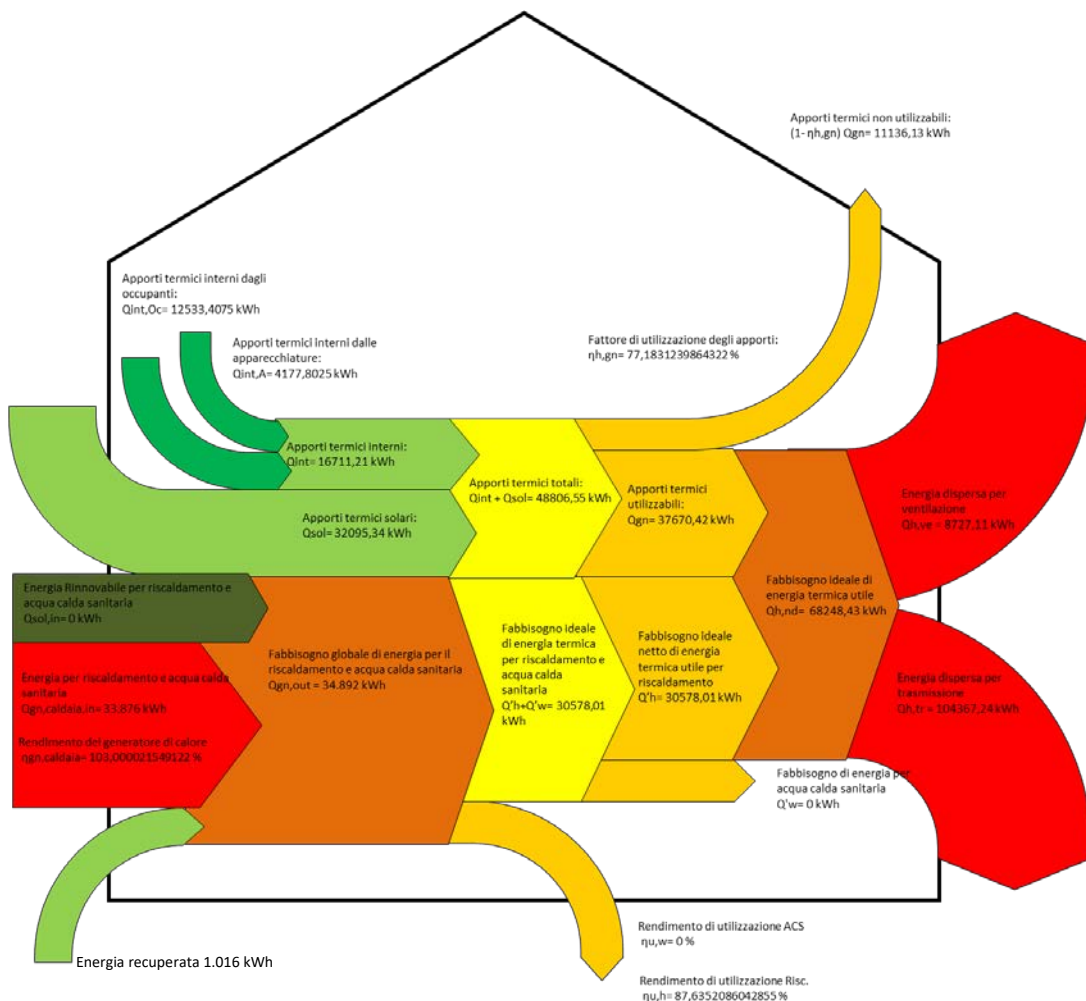 Apporti termici non utilizzabili:
(1- ηh,gn) Qgn= 11136,13 kWh
Apporti termici interni dagli
occupanti:
Qint,Oc= 12533,4075 kWh
Apporti termici interni dalle
apparecchiature:
Qint,A= 4177,8025 kWh
Fattore di utilizzazione degli apporti:
ηh,gn= 77,1831239864322 %
Apporti termici interni:
Qint= 16711,21 kWh
Apporti termici totali:
Qint + Qsol= 48806,55 kWh
Apporti termici
utilizzabili:
Qgn= 37670,42 kWh
Energia dispersa per
ventilazione
Qh,ve = 8727,11 kWh
Apporti termici solari:
Qsol= 32095,34 kWh
Energia Rinnovabile per riscaldamento e
acqua calda sanitaria
Qsol,in= 0 kWh
Fabbisogno ideale di
energia termica utile
Qh,nd= 68248,43 kWh
Fabbisogno globale di energia per il
riscaldamento e acqua calda sanitaria
Qgn,out = 34.892 kWh
Fabbisogno ideale
di energia termica
per riscaldamento e
acqua calda
sanitaria
Q'h+Q'w= 30578,01
kWh
Fabbisogno ideale
netto di energia
termica utile per
riscaldamento
Q'h= 30578,01 kWh
Energia per riscaldamento e acqua calda
sanitaria
Qgn,caldaia,in= 33.876 kWh
Rendimento del generatore di calore
ηgn,caldaia= 103,000021549122 %
Energia dispersa per
trasmissione
Qh,tr= 104367,24 kWh
Fabbisogno di energia per
acqua calda sanitaria
Q'w= 0 kWh
Energia recuperata 1.016 kWh
Rendimento di utilizzazione ACS
ηu,w= 0 %
Rendimento di utilizzazione Risc.
ηu,h= 87,6352086042855 %